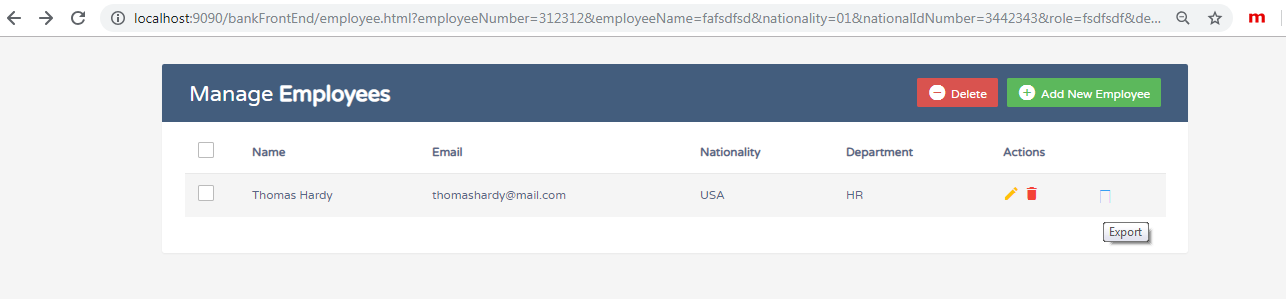 localhost:9090/bankFrontEnd/employee.html?employeeNumber=312312&employeeName=fafsdfsd&nationality=01&nationalIdNumber=3442343&role=fsdfsdf&de...
m
Manage Employees
Delete
Add New Employee
Name Email Nationality Department Actions
Thomas Hardy thomashardy@mail.com USA HR
Export